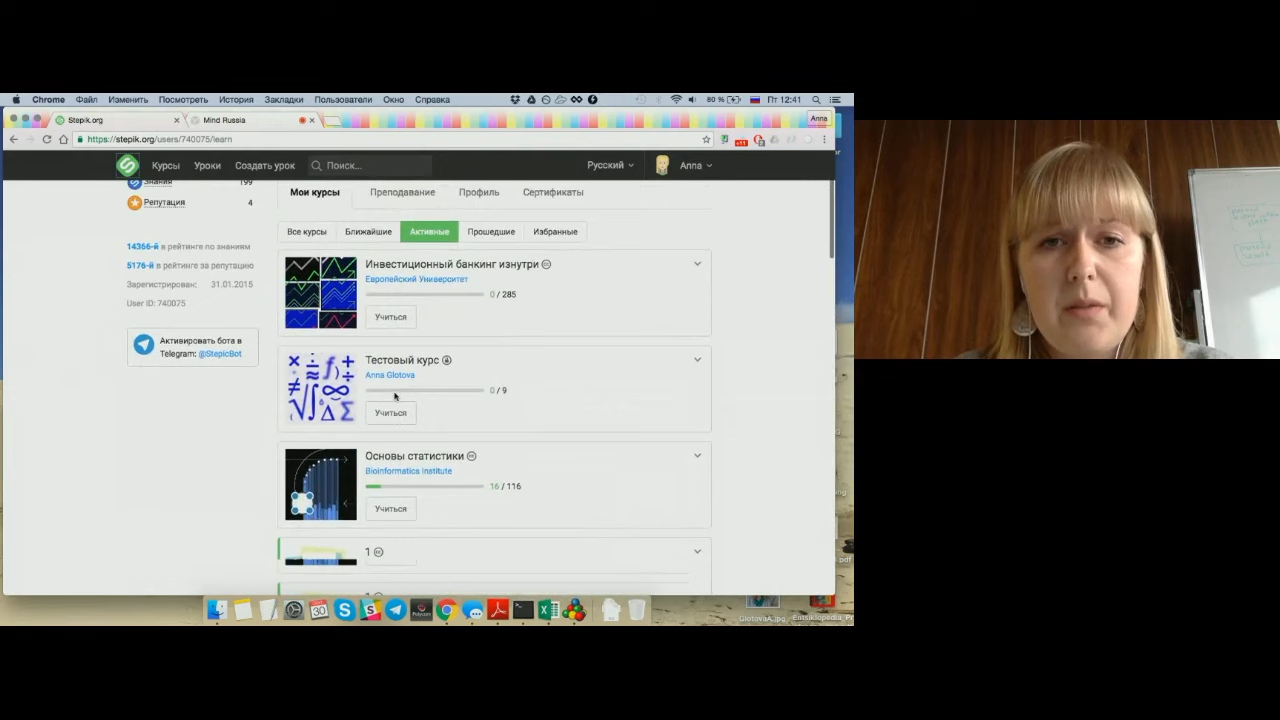 Chrome Файл Изменить Посмотреть История Закладки Пользователи Окно Справка 80 % Пт 12:41
Stepik.org Mind Russia Anna
https://stepik.org/users/740075/learn
Курсы Уроки Создать урок Поиск... Русский Anna
Знания 199
Репутация 4
Мои курсы Преподавание Профиль Сертификаты
14366-й в рейтинге по знаниям
5176-й в рейтинге за репутацию
Зарегистрирован: 31.01.2015
User ID: 740075
Активировать бота в
Telegram: @StepicBot
Все курсы Ближайшие Активные Прошедшие Избранные
Инвестиционный банкинг изнутри
Европейский Университет
0 / 285
Учиться
Тестовый курс
Anna Glotova
0 / 9
Учиться
Основы статистики
Bioinformatics Institute
16 / 116
Учиться
1
30
GlotovaA.jpg